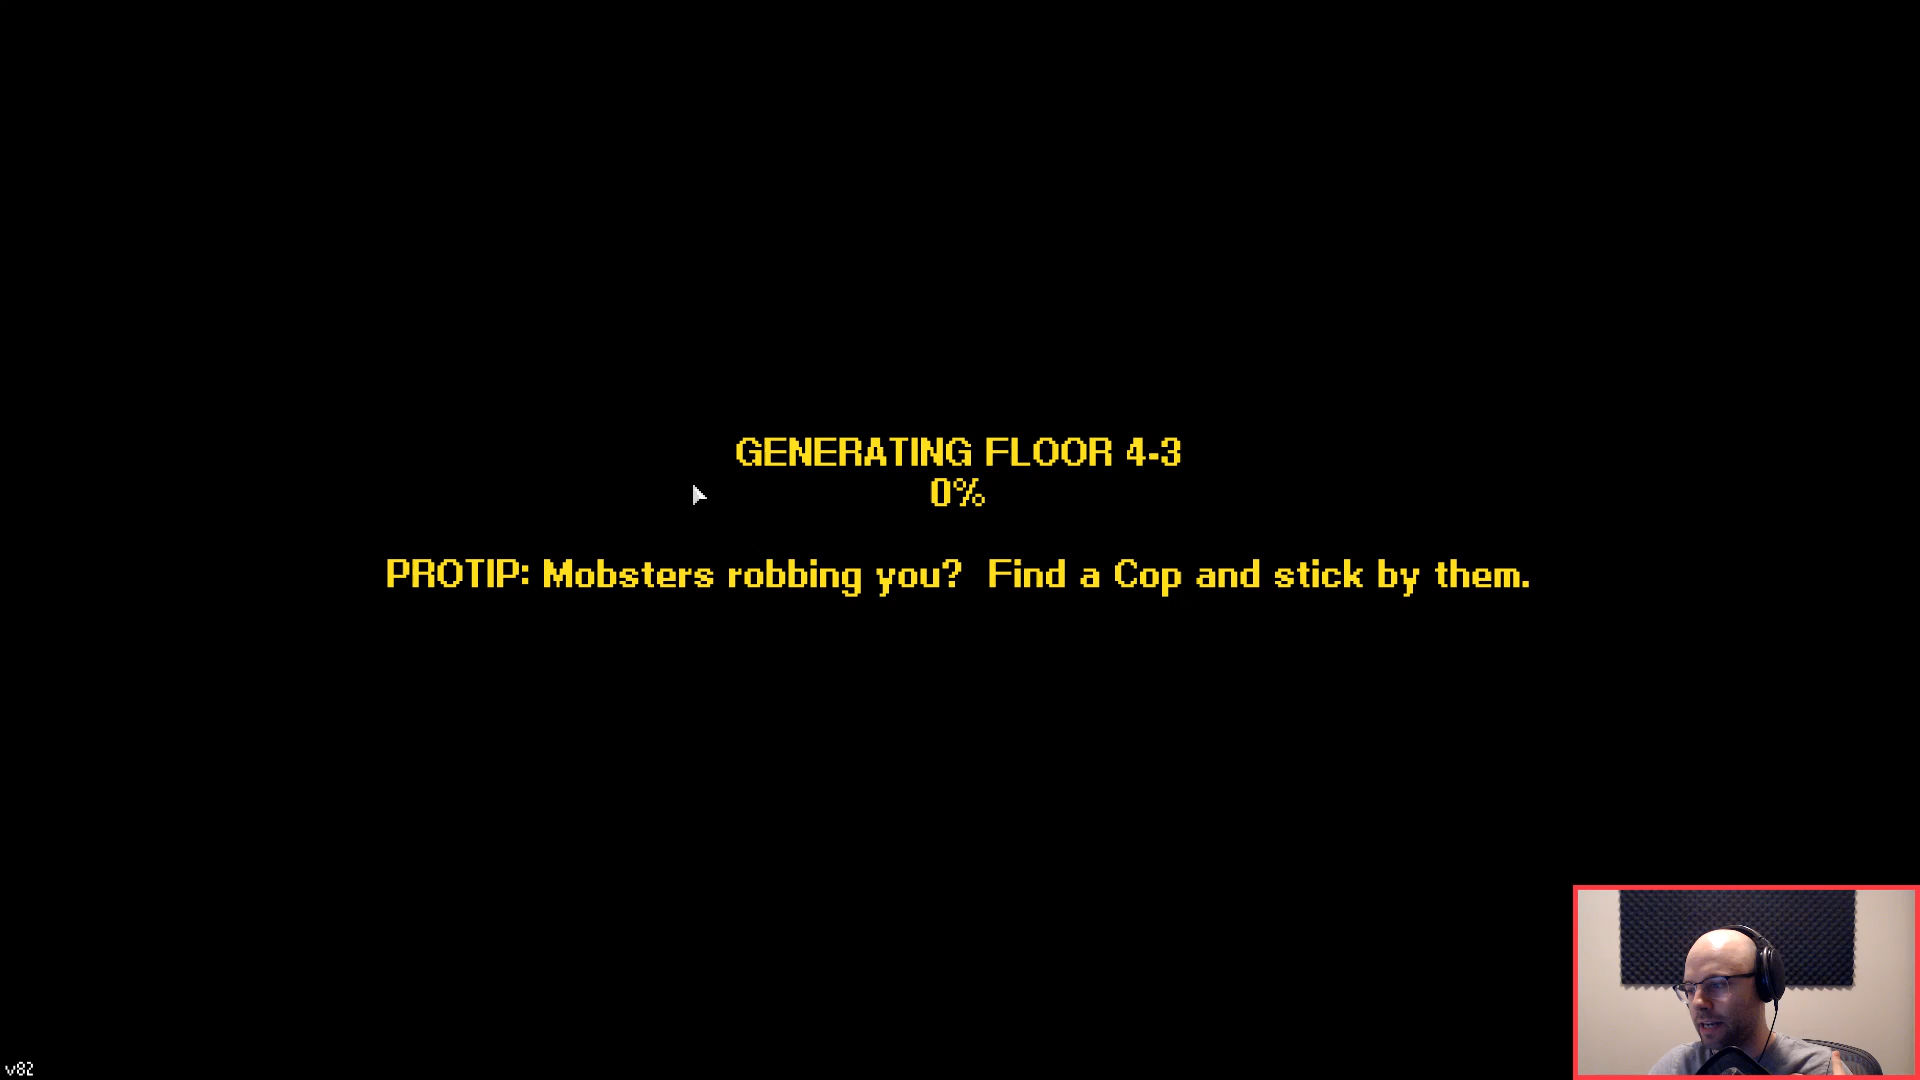 GENERATING FLOOR 4-3
0%
PROTIP: Mobsters robbing you?  Find a Cop and stick by them.
v82